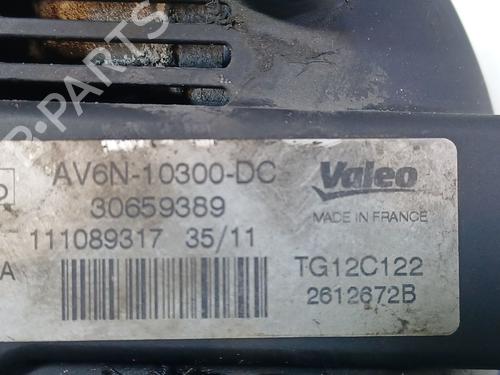 PARTS
AV6N-10300-DC
Valeo
30659389
MADE IN FRANCE
111089317 35/11
A
TG12C122
2612672B